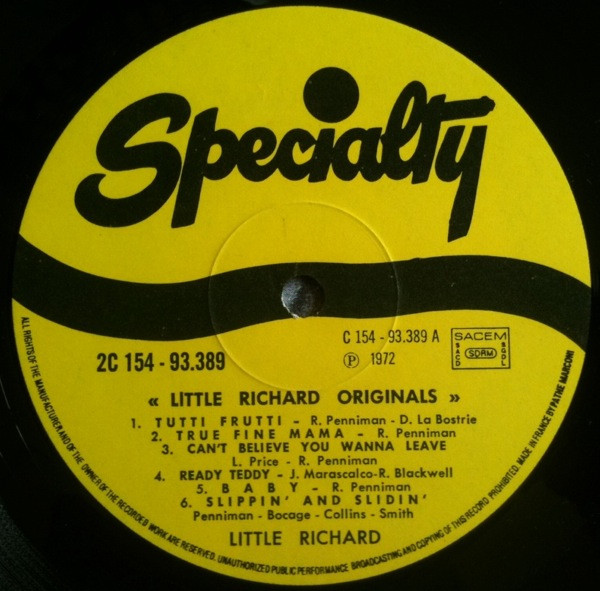 Specialty
C 154 - 93.389 A
2C 154 - 93.389
℗ 1972
SACEM
SACD
SDRM
SGDL
« LITTLE RICHARD ORIGINALS »
1. TUTTI FRUTTI - R. Penniman - D. La Bostrie
2. TRUE FINE MAMA - R. Penniman
3. CAN'T BELIEVE YOU WANNA LEAVE
L. Price - R. Penniman
4. READY TEDDY - J. Marascalco-R. Blackwell
5. BABY - R. Penniman
6. SLIPPIN' AND SLIDIN'
Penniman - Bocage - Collins - Smith
LITTLE RICHARD
ALL RIGHTS OF THE MANUFACTURER AND OF THE OWNER OF THE RECORDED WORK ARE RESERVED. UNAUTHORIZED PUBLIC PERFORMANCE BROADCASTING AND COPYING OF THIS RECORD PROHIBITED. MADE IN FRANCE BY PATHE MARCONI